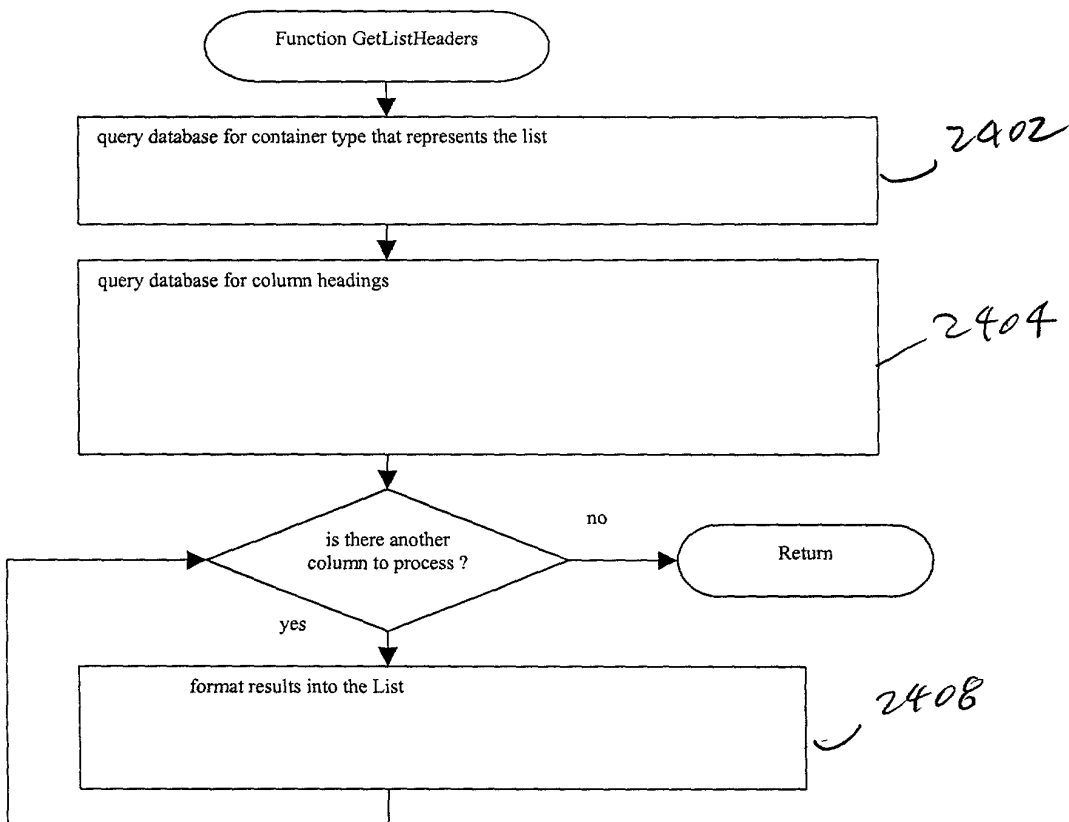 Function GetListHeaders
query database for container type that represents the list
2402
query database for column headings
2404
is there another
column to process ?
no
Return
yes
format results into the List
2408